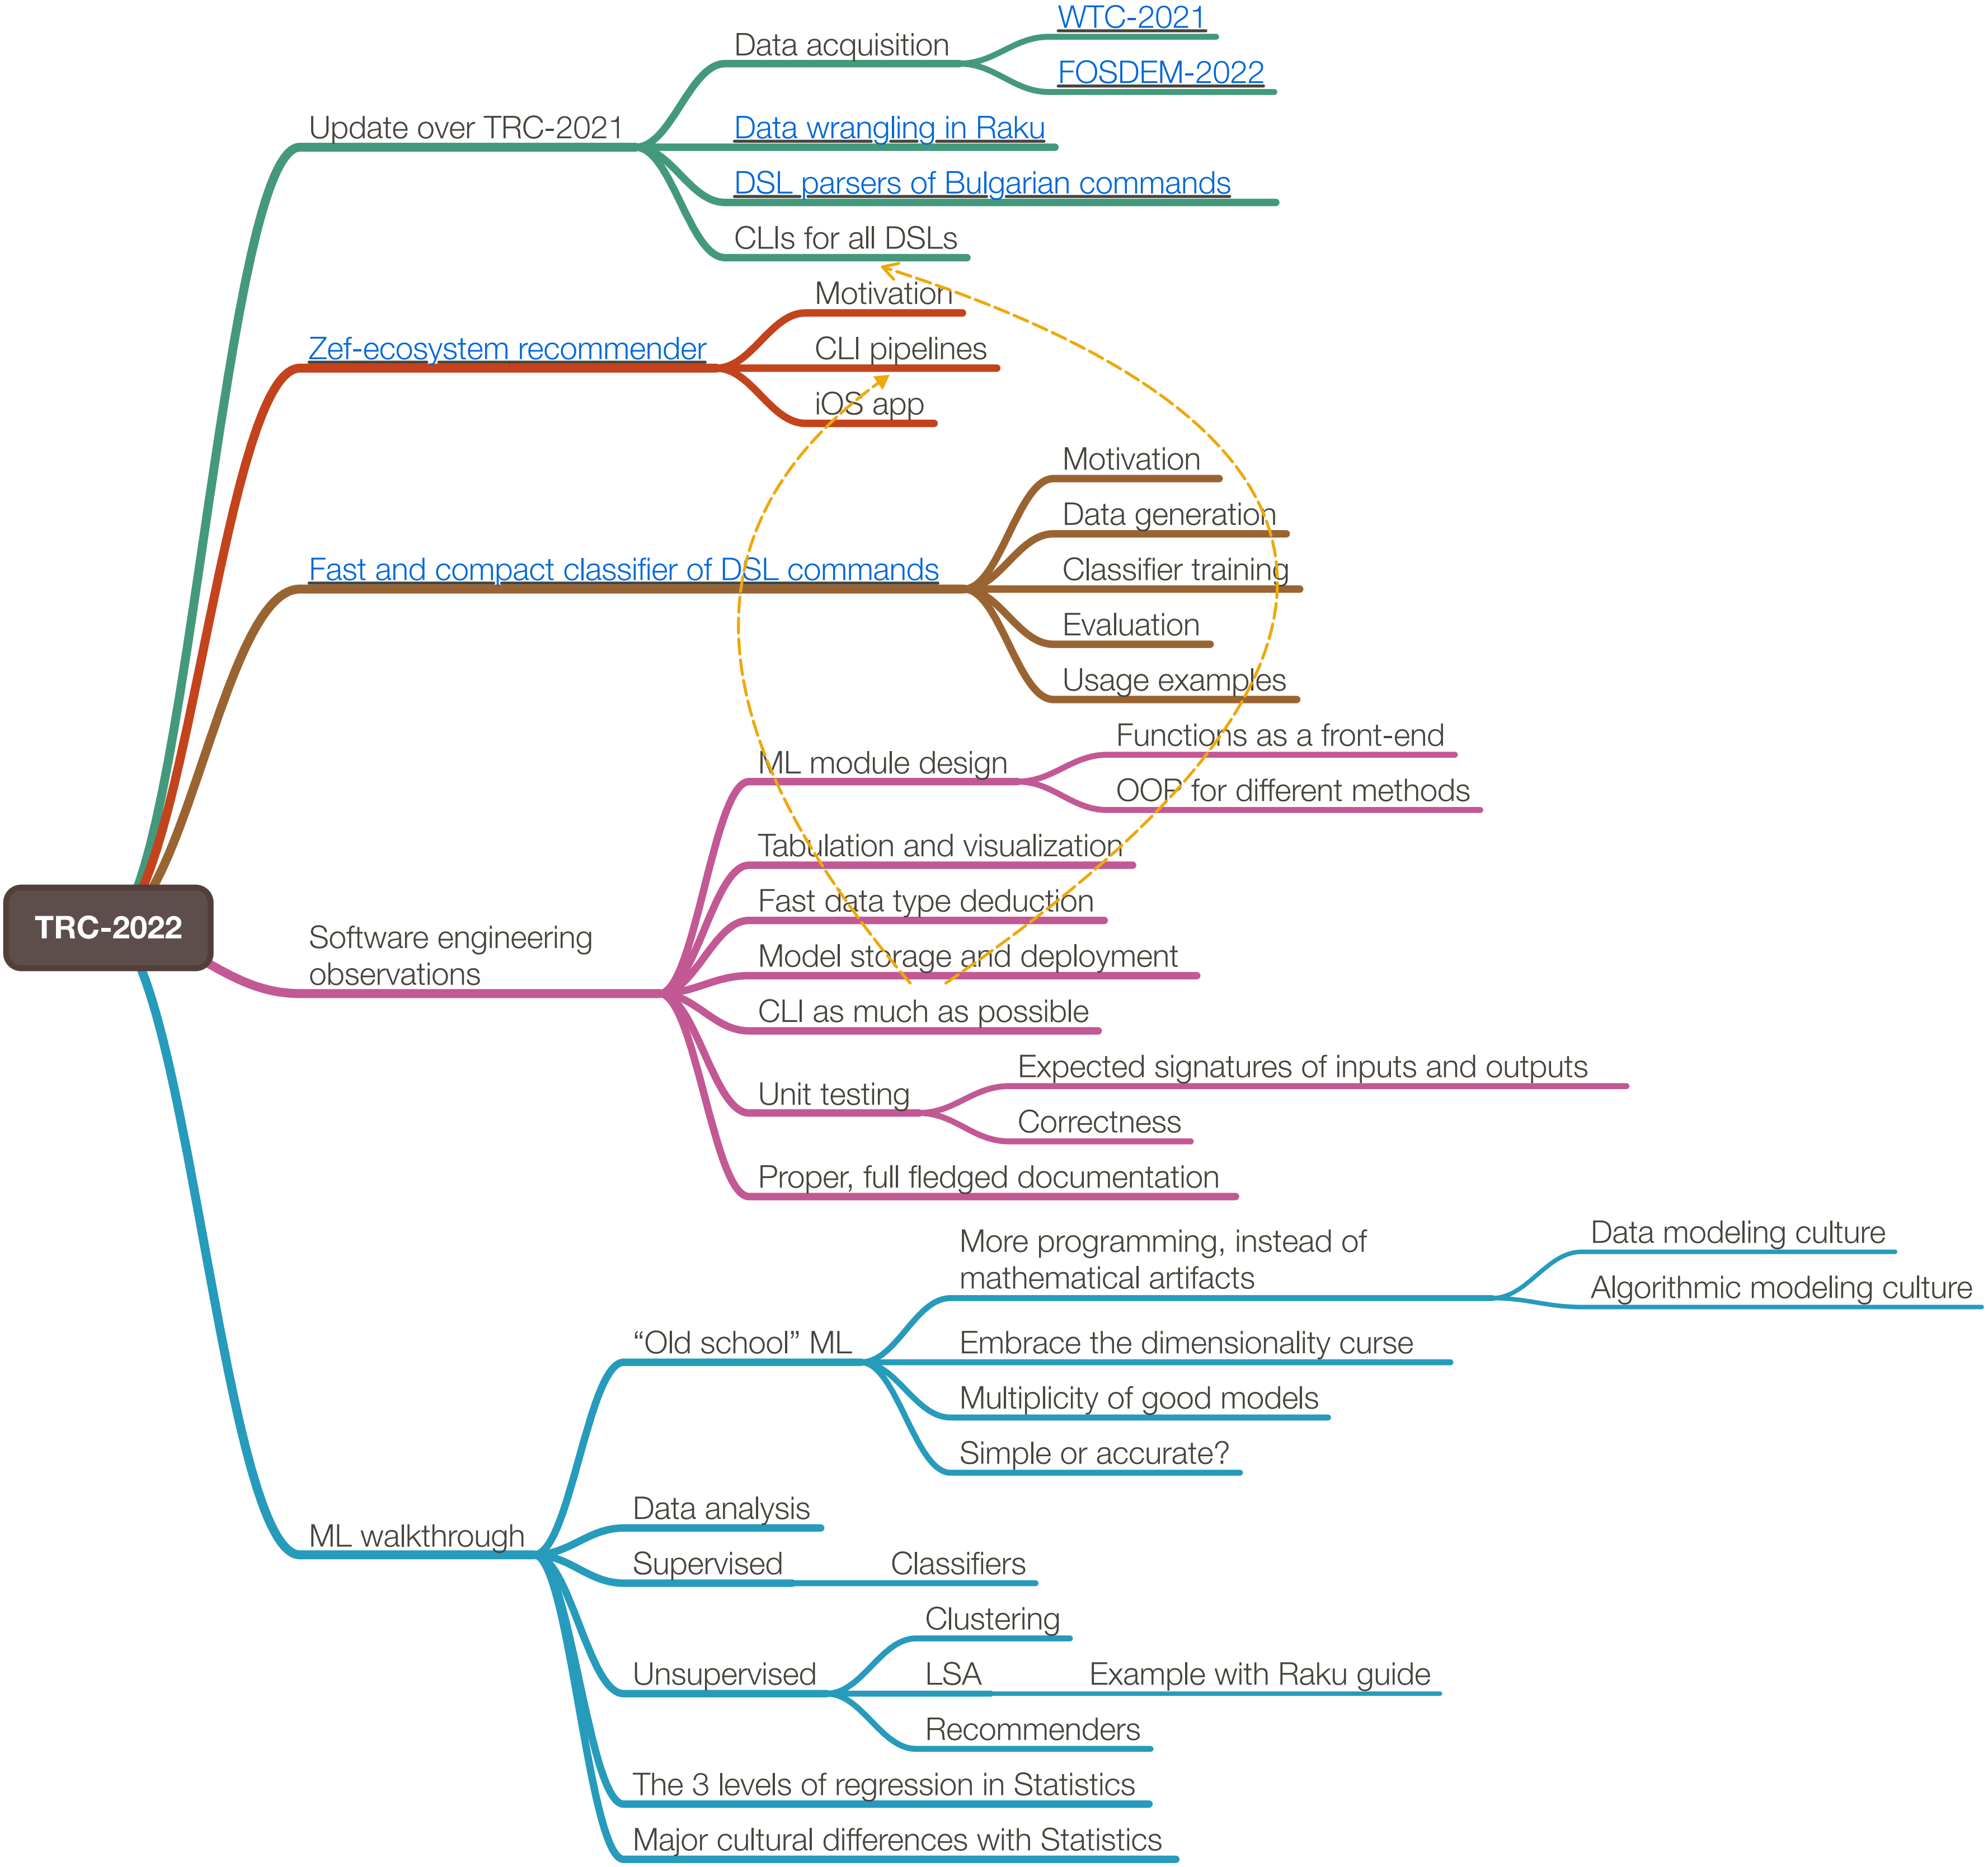 TRC-2022
Update over TRC-2021
Data acquisition
WTC-2021
FOSDEM-2022
Data wrangling in Raku
DSL parsers of Bulgarian commands
CLIs for all DSLs
Zef-ecosystem recommender
Motivation
CLI pipelines
iOS app
Fast and compact classifier of DSL commands
Motivation
Data generation
Classifier training
Evaluation
Usage examples
Software engineering
observations
ML module design
Functions as a front-end
OOP for different methods
Tabulation and visualization
Fast data type deduction
Model storage and deployment
CLI as much as possible
Unit testing
Expected signatures of inputs and outputs
Correctness
Proper, full fledged documentation
ML walkthrough
“Old school” ML
More programming, instead of
mathematical artifacts
Data modeling culture
Algorithmic modeling culture
Embrace the dimensionality curse
Multiplicity of good models
Simple or accurate?
Data analysis
Supervised
Classifiers
Unsupervised
Clustering
LSA
Example with Raku guide
Recommenders
The 3 levels of regression in Statistics
Major cultural differences with Statistics